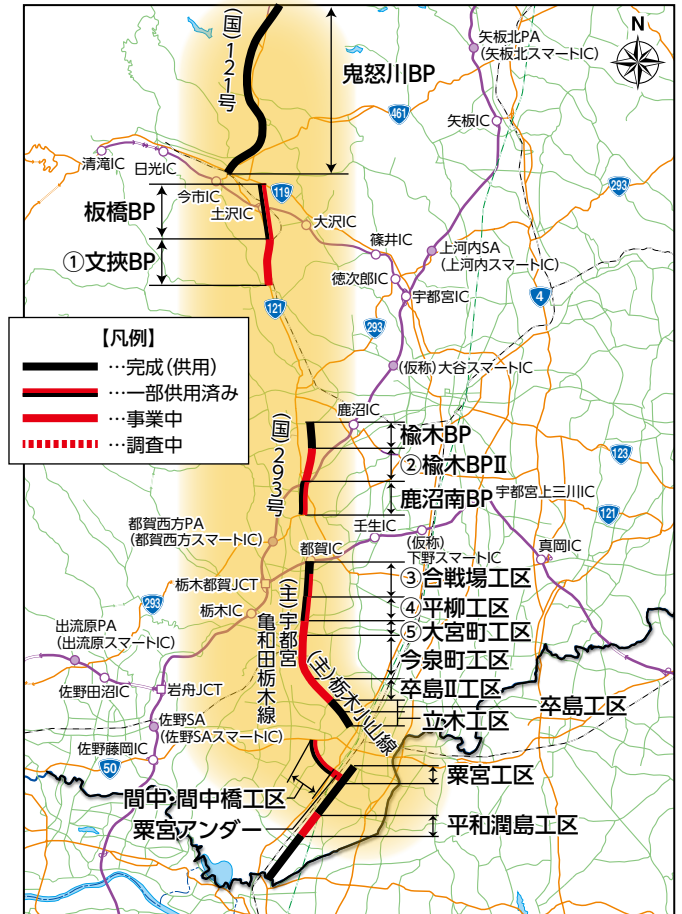 (国)121号
鬼怒川BP
矢板北PA
(矢板北スマートIC)
N
461
矢板IC
清滝IC
日光IC
今市IC
土沢IC
119
大沢IC
293
板橋BP
①文挾BP
篠井IC
上河内SA
(上河内スマートIC)
徳次郎IC
宇都宮IC
4
121
293
【凡例】
…完成(供用)
…一部供用済み
…事業中
…調査中
(仮称)大谷スマートIC
鹿沼IC
(国)293号
楡木BP
②楡木BPⅡ
鹿沼南BP
123
宇都宮上三川IC
121
都賀西方PA
(都賀西方スマートIC)
壬生IC
(仮称)
下野スマートIC
真岡IC
都賀IC
栃木都賀JCT
栃木IC
293
(主)宇都宮
亀和田栃木線
③合戦場工区
④平柳工区
⑤大宮町工区
今泉町工区
卒島Ⅱ工区
卒島工区
立木工区
(主)栃木小山線
出流原PA
(出流原スマートIC)
佐野田沼IC
岩舟JCT
佐野SA
(佐野SAスマートIC)
佐野藤岡IC
50
粟宮工区
間中・間中橋工区
粟宮アンダー
平和潤島工区